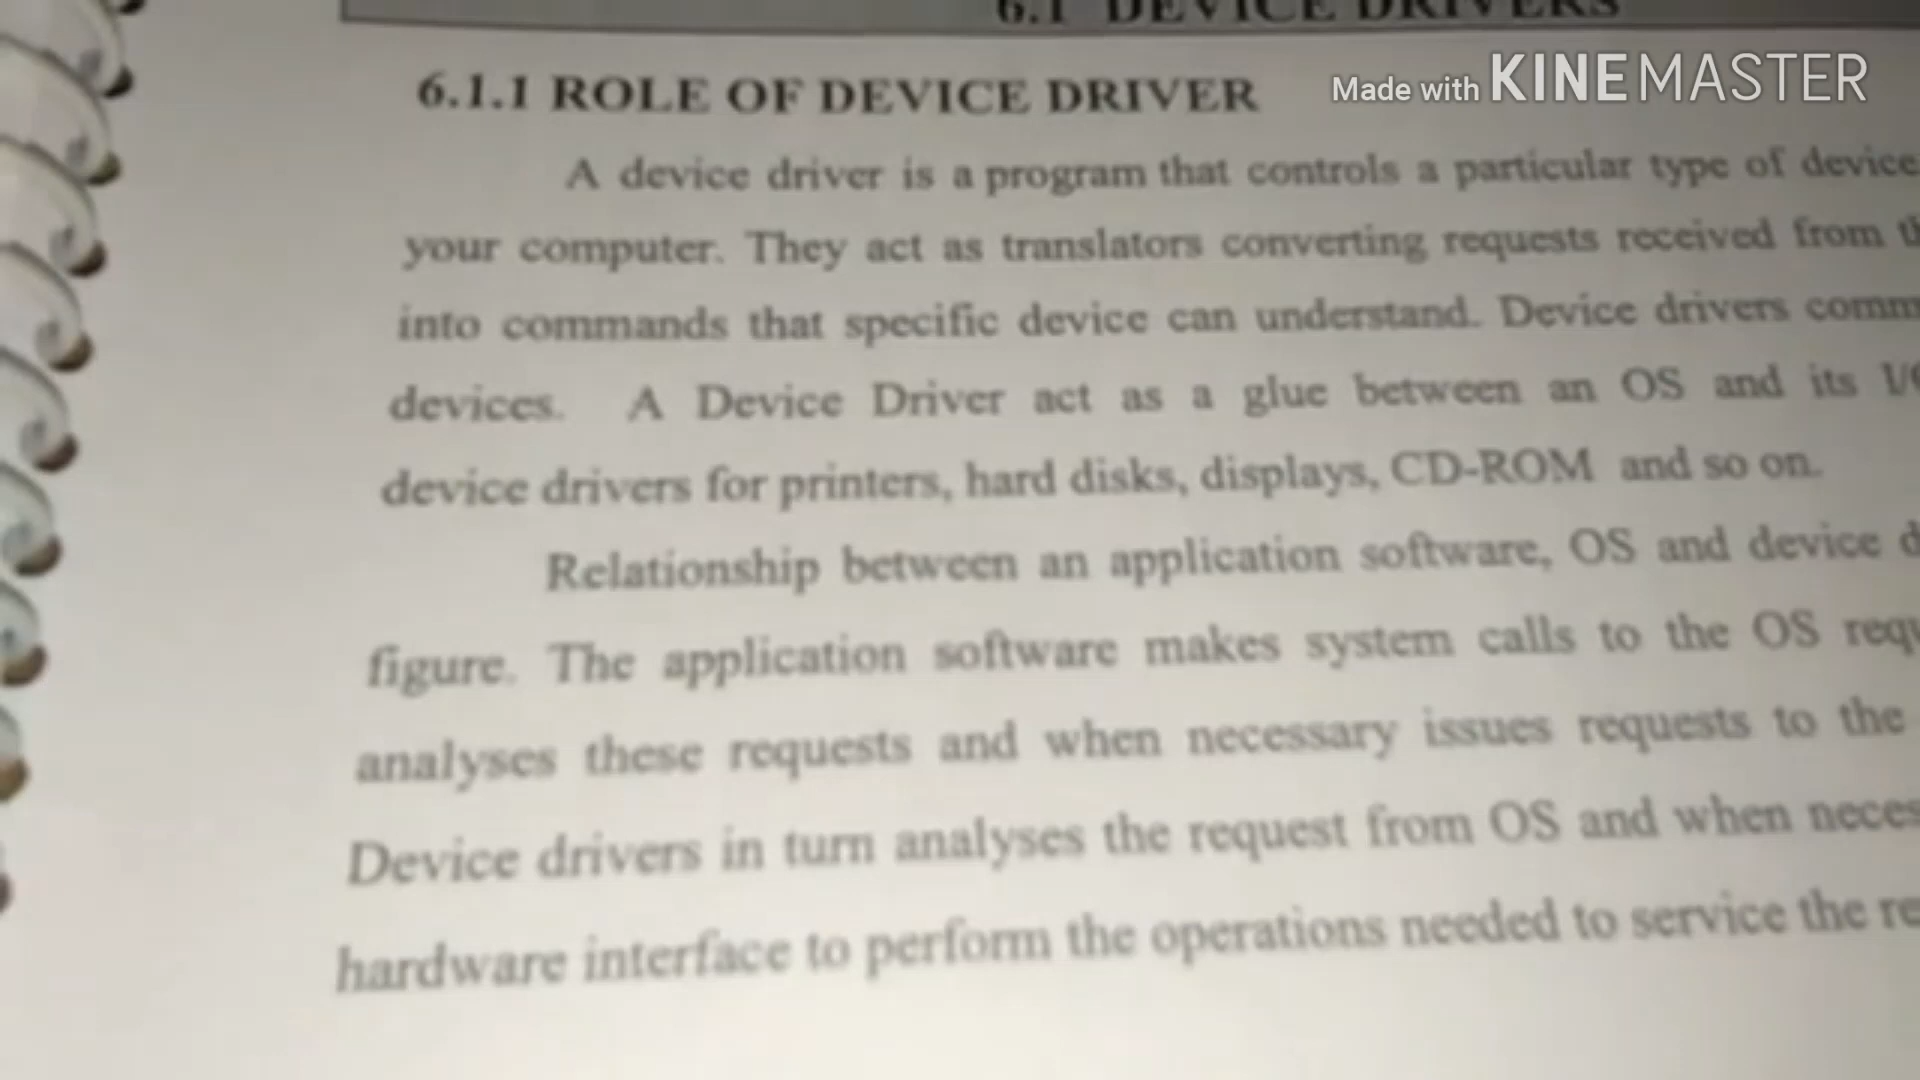 6.1 DEVICE DRIVERS
Made with KINEMASTER
6.1.1 ROLE OF DEVICE DRIVER
A device driver is a program that controls a particular type of device
your computer. They act as translators converting requests received from
into commands that specific device can understand. Device drivers
devices. A Device Driver act as a glue between an OS and its
device drivers for printers, hard disks, displays, CD-ROM and so on.
Relationship between an application software, OS and device
figure. The application software makes system calls to the OS
analyses these requests and when necessary issues requests to the
Device drivers in turn analyses the request from OS and when
hardware interface to perform the operations needed to service the